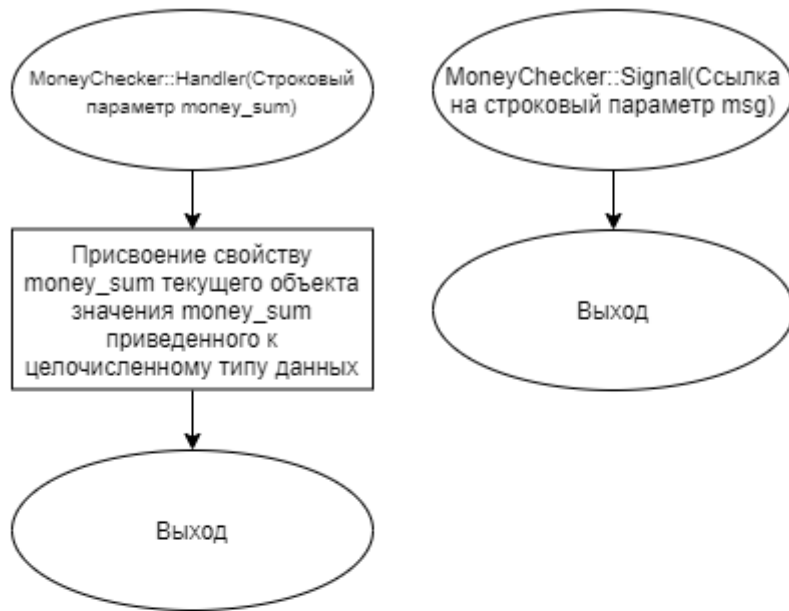 MoneyChecker::Handler(Строковый
параметр money_sum)
Присвоение свойству
money_sum текущего объекта
значения money_sum
приведенного к
целочисленному типу данных
Выход
MoneyChecker::Signal(Ссылка
на строковый параметр msg)
Выход